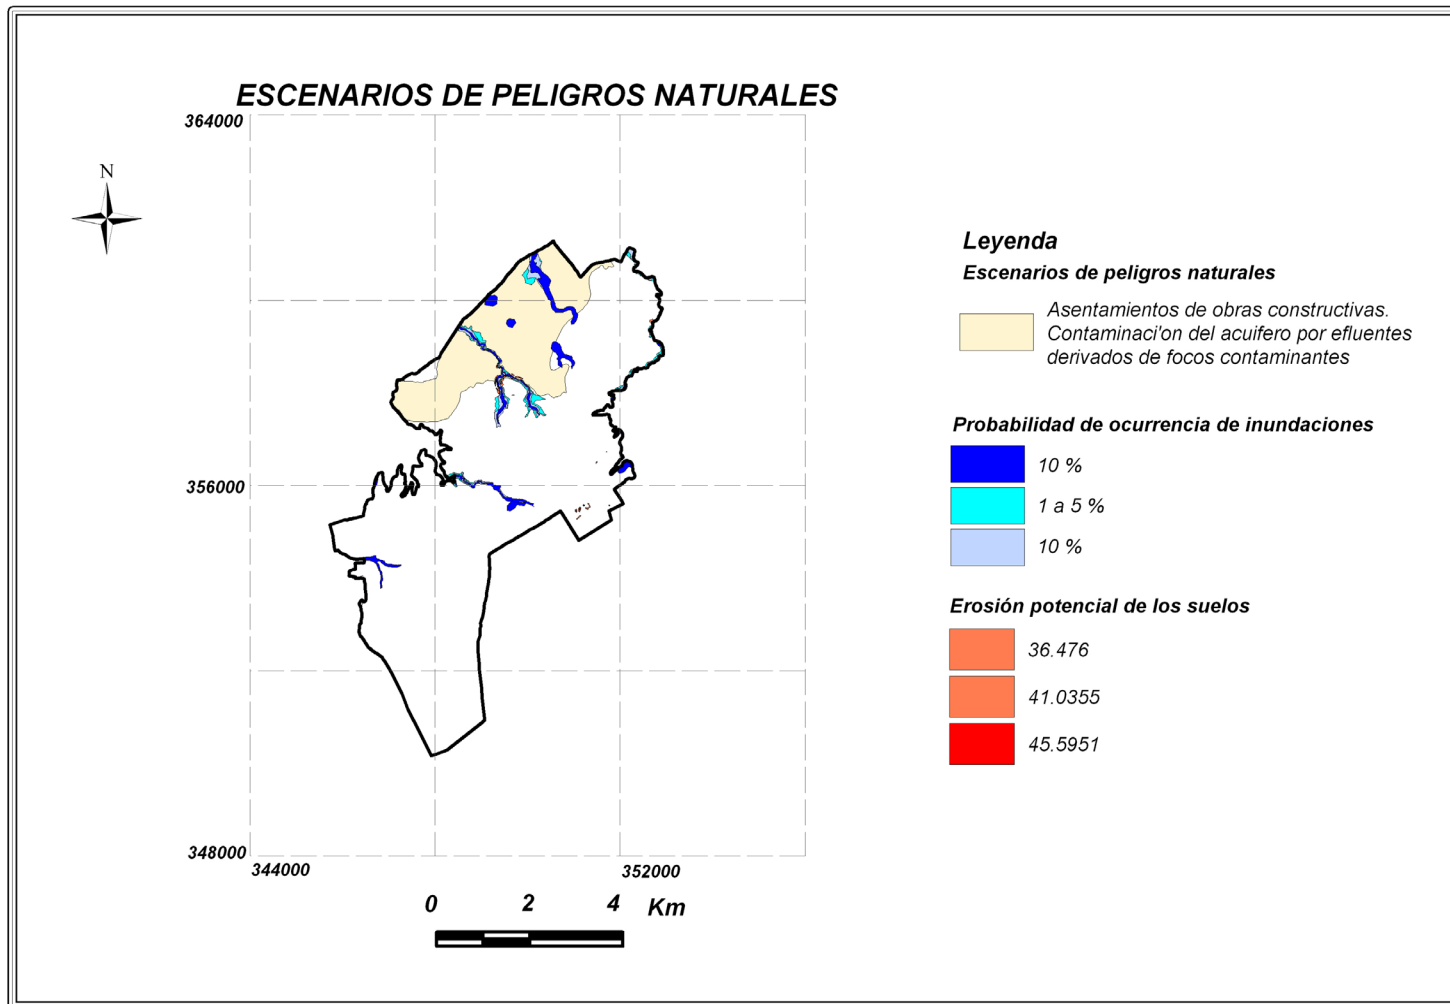 ESCENARIOS DE PELIGROS NATURALES
364000
N
356000
348000
344000
352000
0 2 4 Km
Leyenda
Escenarios de peligros naturales
Asentamientos de obras constructivas.
Contaminaci'on del acuifero por efluentes
derivados de focos contaminantes
Probabilidad de ocurrencia de inundaciones
10 %
1 a 5 %
10 %
Erosión potencial de los suelos
36.476
41.0355
45.5951